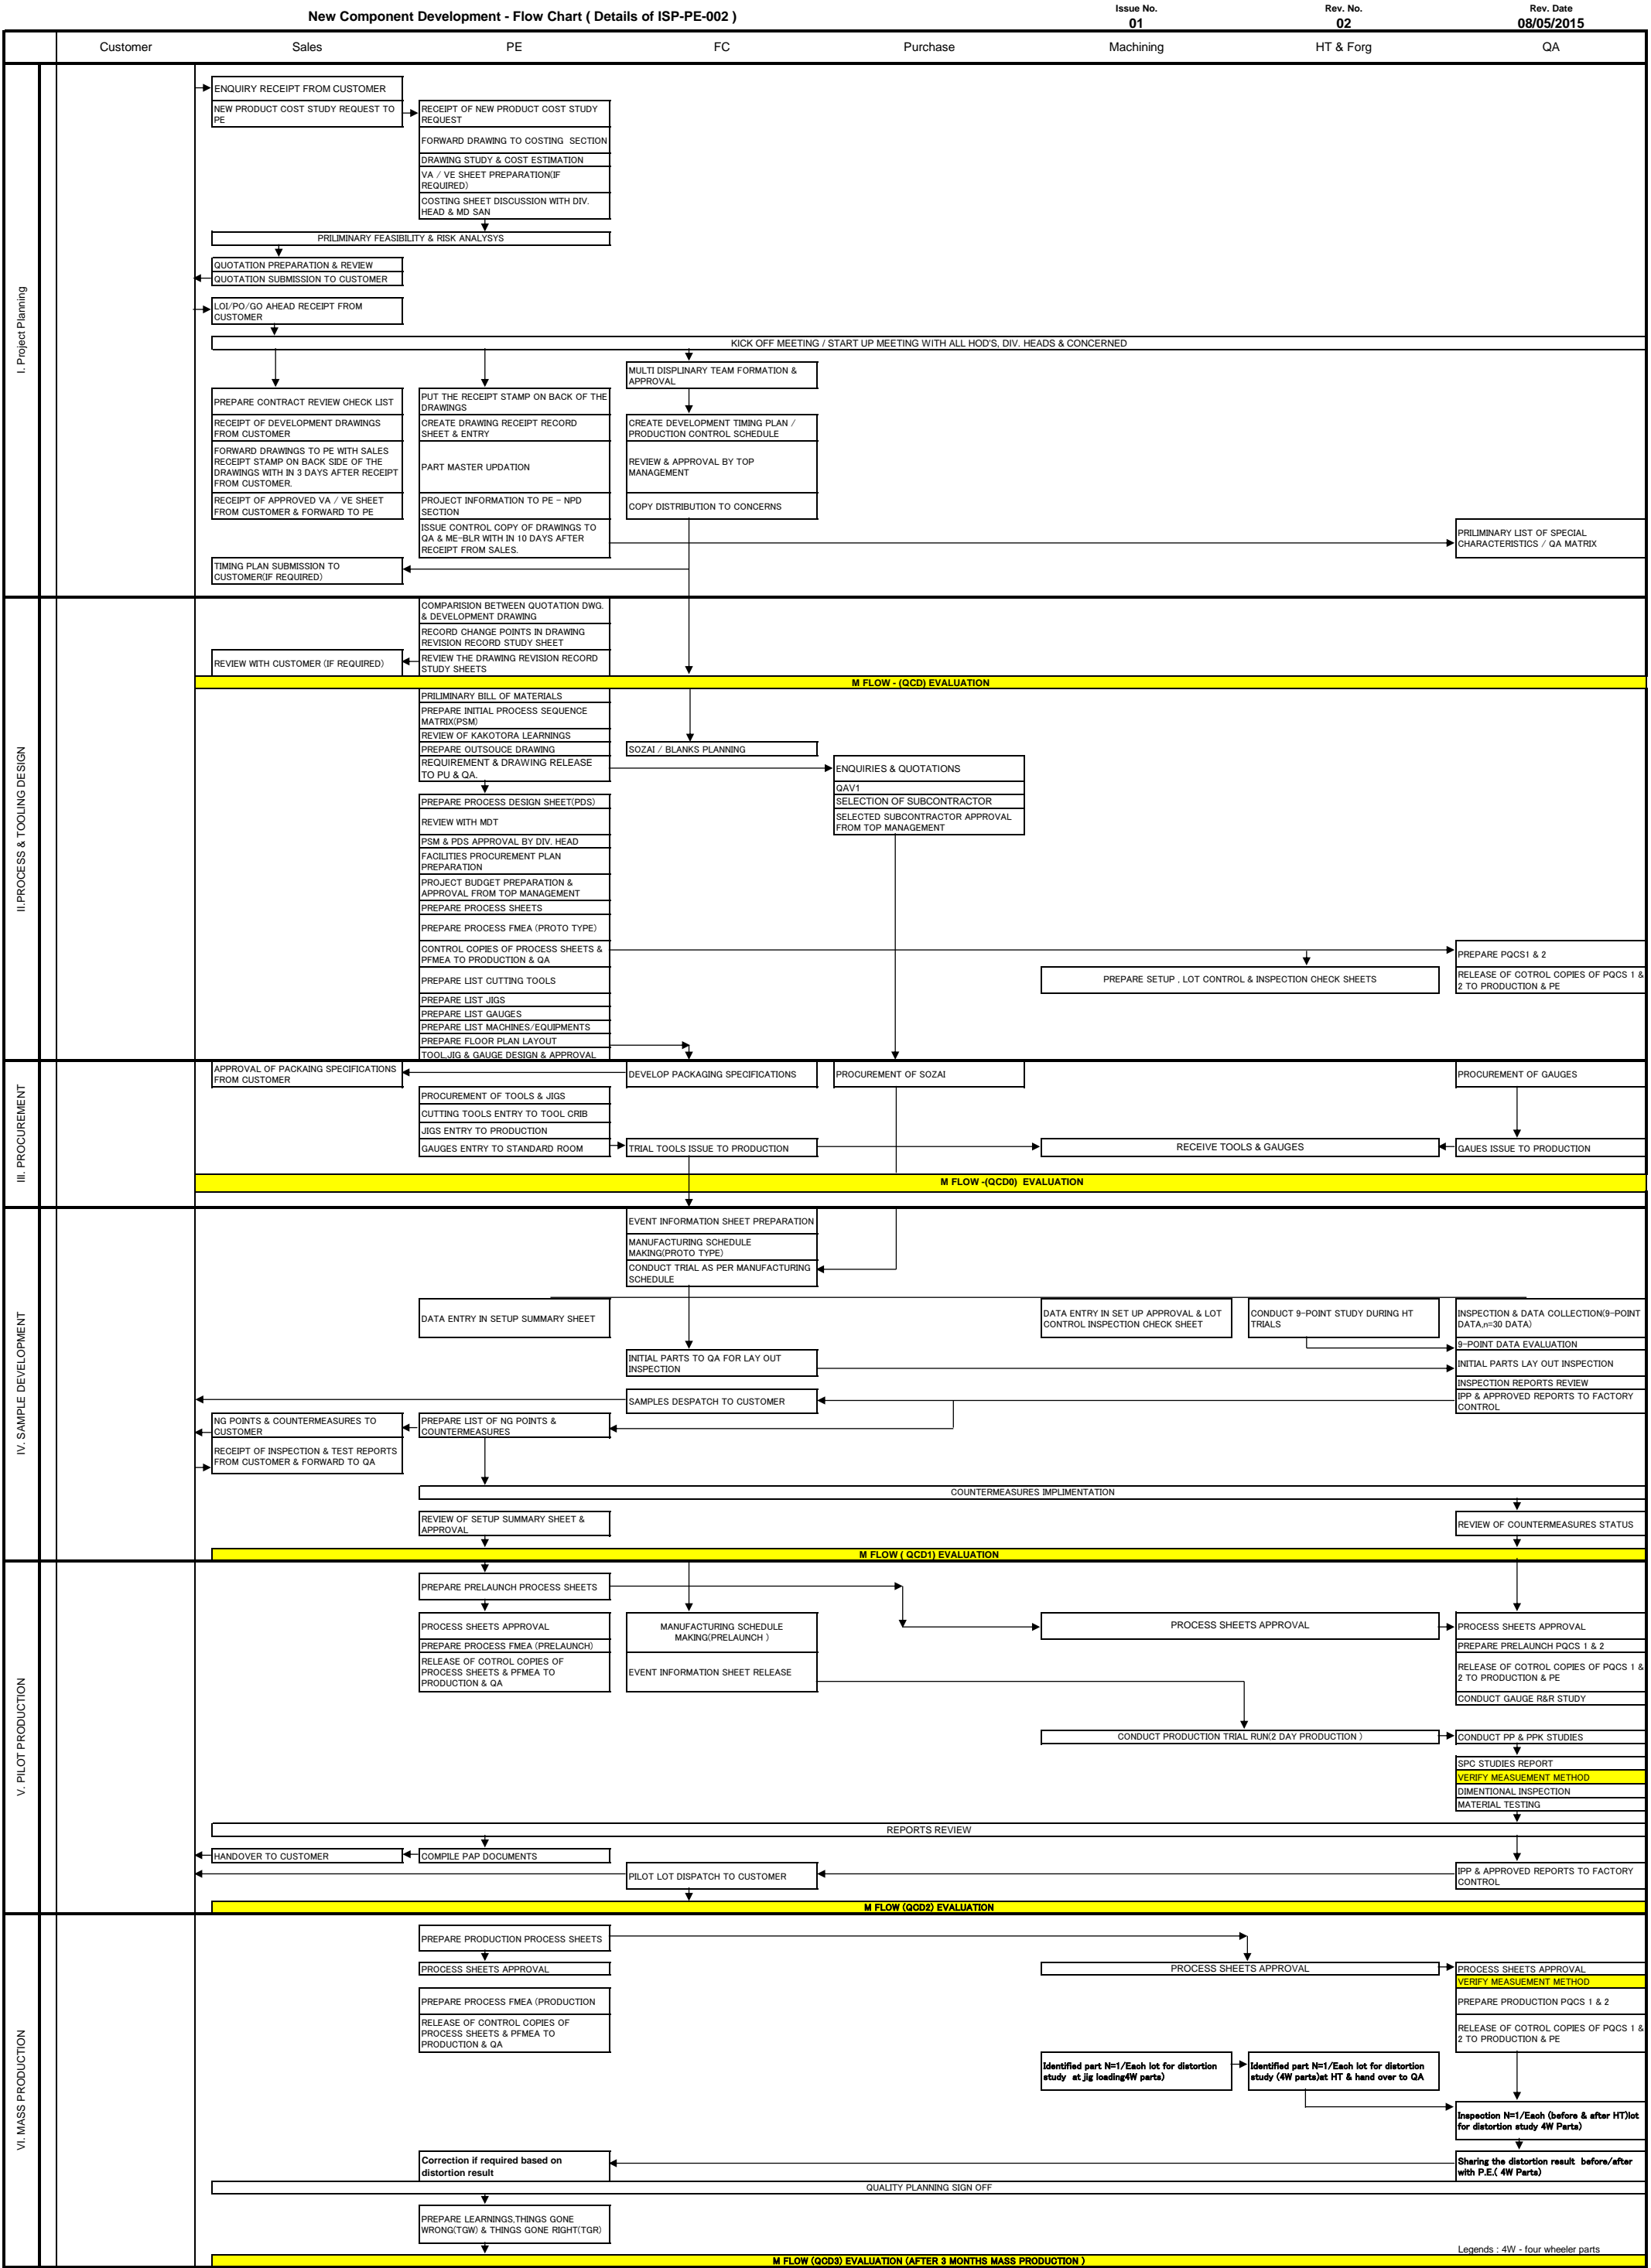 New Component Development - Flow Chart ( Details of ISP-PE-002 )
Issue No.
01
Rev. No.
02
Rev. Date
08/05/2015
Customer
Sales
PE
FC
Purchase
Machining
HT & Forg
QA
I. Project Planning
ENQUIRY RECEIPT FROM CUSTOMER
NEW PRODUCT COST STUDY REQUEST TO
PE
RECEIPT OF NEW PRODUCT COST STUDY
REQUEST
FORWARD DRAWING TO COSTING SECTION
DRAWING STUDY & COST ESTIMATION
VA / VE SHEET PREPARATION(IF
REQUIRED)
COSTING SHEET DISCUSSION WITH DIV.
HEAD & MD SAN
PRILIMINARY FEASIBILITY & RISK ANALYSYS
QUOTATION PREPARATION & REVIEW
QUOTATION SUBMISSION TO CUSTOMER
LOI/PO/GO AHEAD RECEIPT FROM
CUSTOMER
KICK OFF MEETING / START UP MEETING WITH ALL HOD'S, DIV. HEADS & CONCERNED
MULTI DISPLINARY TEAM FORMATION &
APPROVAL
PREPARE CONTRACT REVIEW CHECK LIST
RECEIPT OF DEVELOPMENT DRAWINGS
FROM CUSTOMER
FORWARD DRAWINGS TO PE WITH SALES
RECEIPT STAMP ON BACK SIDE OF THE
DRAWINGS WITH IN 3 DAYS AFTER RECEIPT
FROM CUSTOMER.
RECEIPT OF APPROVED VA / VE SHEET
FROM CUSTOMER & FORWARD TO PE
PUT THE RECEIPT STAMP ON BACK OF THE
DRAWINGS
CREATE DRAWING RECEIPT RECORD
SHEET & ENTRY
PART MASTER UPDATION
PROJECT INFORMATION TO PE - NPD
SECTION
ISSUE CONTROL COPY OF DRAWINGS TO
QA & ME-BLR WITH IN 10 DAYS AFTER
RECEIPT FROM SALES.
CREATE DEVELOPMENT TIMING PLAN /
PRODUCTION CONTROL SCHEDULE
REVIEW & APPROVAL BY TOP
MANAGEMENT
COPY DISTRIBUTION TO CONCERNS
PRILIMINARY LIST OF SPECIAL
CHARACTERISTICS / QA MATRIX
TIMING PLAN SUBMISSION TO
CUSTOMER(IF REQUIRED)
II.PROCESS & TOOLING DESIGN
COMPARISION BETWEEN QUOTATION DWG.
& DEVELOPMENT DRAWING
RECORD CHANGE POINTS IN DRAWING
REVISION RECORD STUDY SHEET
REVIEW THE DRAWING REVISION RECORD
STUDY SHEETS
REVIEW WITH CUSTOMER (IF REQUIRED)
M FLOW - (QCD) EVALUATION
PRILIMINARY BILL OF MATERIALS
PREPARE INITIAL PROCESS SEQUENCE
MATRIX(PSM)
REVIEW OF KAKOTORA LEARNINGS
PREPARE OUTSOUCE DRAWING
REQUIREMENT & DRAWING RELEASE
TO PU & QA.
SOZAI / BLANKS PLANNING
ENQUIRIES & QUOTATIONS
QAV1
SELECTION OF SUBCONTRACTOR
SELECTED SUBCONTRACTOR APPROVAL
FROM TOP MANAGEMENT
PREPARE PROCESS DESIGN SHEET(PDS)
REVIEW WITH MDT
PSM & PDS APPROVAL BY DIV. HEAD
FACILITIES PROCUREMENT PLAN
PREPARATION
PROJECT BUDGET PREPARATION &
APPROVAL FROM TOP MANAGEMENT
PREPARE PROCESS SHEETS
PREPARE PROCESS FMEA (PROTO TYPE)
CONTROL COPIES OF PROCESS SHEETS &
PFMEA TO PRODUCTION & QA
PREPARE LIST CUTTING TOOLS
PREPARE LIST JIGS
PREPARE LIST GAUGES
PREPARE LIST MACHINES/EQUIPMENTS
PREPARE FLOOR PLAN LAYOUT
TOOL,JIG & GAUGE DESIGN & APPROVAL
PREPARE SETUP , LOT CONTROL & INSPECTION CHECK SHEETS
PREPARE PQCS1 & 2
RELEASE OF COTROL COPIES OF PQCS 1 &
2 TO PRODUCTION & PE
III. PROCUREMENT
APPROVAL OF PACKAING SPECIFICATIONS
FROM CUSTOMER
DEVELOP PACKAGING SPECIFICATIONS
PROCUREMENT OF SOZAI
PROCUREMENT OF GAUGES
PROCUREMENT OF TOOLS & JIGS
CUTTING TOOLS ENTRY TO TOOL CRIB
JIGS ENTRY TO PRODUCTION
GAUGES ENTRY TO STANDARD ROOM
TRIAL TOOLS ISSUE TO PRODUCTION
RECEIVE TOOLS & GAUGES
GAUES ISSUE TO PRODUCTION
M FLOW -(QCD0) EVALUATION
IV. SAMPLE DEVELOPMENT
EVENT INFORMATION SHEET PREPARATION
MANUFACTURING SCHEDULE
MAKING(PROTO TYPE)
CONDUCT TRIAL AS PER MANUFACTURING
SCHEDULE
DATA ENTRY IN SETUP SUMMARY SHEET
DATA ENTRY IN SET UP APPROVAL & LOT
CONTROL INSPECTION CHECK SHEET
CONDUCT 9-POINT STUDY DURING HT
TRIALS
INSPECTION & DATA COLLECTION(9-POINT
DATA,n=30 DATA)
9-POINT DATA EVALUATION
INITIAL PARTS TO QA FOR LAY OUT
INSPECTION
INITIAL PARTS LAY OUT INSPECTION
INSPECTION REPORTS REVIEW
SAMPLES DESPATCH TO CUSTOMER
IPP & APPROVED REPORTS TO FACTORY
CONTROL
NG POINTS & COUNTERMEASURES TO
CUSTOMER
PREPARE LIST OF NG POINTS &
COUNTERMEASURES
RECEIPT OF INSPECTION & TEST REPORTS
FROM CUSTOMER & FORWARD TO QA
COUNTERMEASURES IMPLIMENTATION
REVIEW OF SETUP SUMMARY SHEET &
APPROVAL
REVIEW OF COUNTERMEASURES STATUS
M FLOW ( QCD1) EVALUATION
V. PILOT PRODUCTION
PREPARE PRELAUNCH PROCESS SHEETS
PROCESS SHEETS APPROVAL
PREPARE PROCESS FMEA (PRELAUNCH)
RELEASE OF COTROL COPIES OF
PROCESS SHEETS & PFMEA TO
PRODUCTION & QA
MANUFACTURING SCHEDULE
MAKING(PRELAUNCH )
EVENT INFORMATION SHEET RELEASE
PROCESS SHEETS APPROVAL
PROCESS SHEETS APPROVAL
PREPARE PRELAUNCH PQCS 1 & 2
RELEASE OF COTROL COPIES OF PQCS 1 &
2 TO PRODUCTION & PE
CONDUCT GAUGE R&R STUDY
CONDUCT PRODUCTION TRIAL RUN(2 DAY PRODUCTION )
CONDUCT PP & PPK STUDIES
SPC STUDIES REPORT
VERIFY MEASUEMENT METHOD
DIMENTIONAL INSPECTION
MATERIAL TESTING
REPORTS REVIEW
HANDOVER TO CUSTOMER
COMPILE PAP DOCUMENTS
PILOT LOT DISPATCH TO CUSTOMER
IPP & APPROVED REPORTS TO FACTORY
CONTROL
M FLOW (QCD2) EVALUATION
VI. MASS PRODUCTION
PREPARE PRODUCTION PROCESS SHEETS
PROCESS SHEETS APPROVAL
PROCESS SHEETS APPROVAL
PROCESS SHEETS APPROVAL
VERIFY MEASUEMENT METHOD
PREPARE PROCESS FMEA (PRODUCTION
PREPARE PRODUCTION PQCS 1 & 2
RELEASE OF CONTROL COPIES OF
PROCESS SHEETS & PFMEA TO
PRODUCTION & QA
RELEASE OF COTROL COPIES OF PQCS 1 &
2 TO PRODUCTION & PE
Identified part N=1/Each lot for distortion
study at jig loading4W parts)
Identified part N=1/Each lot for distortion
study (4W parts)at HT & hand over to QA
Inspection N=1/Each (before & after HT)lot
for distortion study 4W Parts)
Correction if required based on
distortion result
Sharing the distortion result before/after
with P.E.( 4W Parts)
QUALITY PLANNING SIGN OFF
PREPARE LEARNINGS,THINGS GONE
WRONG(TGW) & THINGS GONE RIGHT(TGR)
Legends : 4W - four wheeler parts
M FLOW (QCD3) EVALUATION (AFTER 3 MONTHS MASS PRODUCTION )